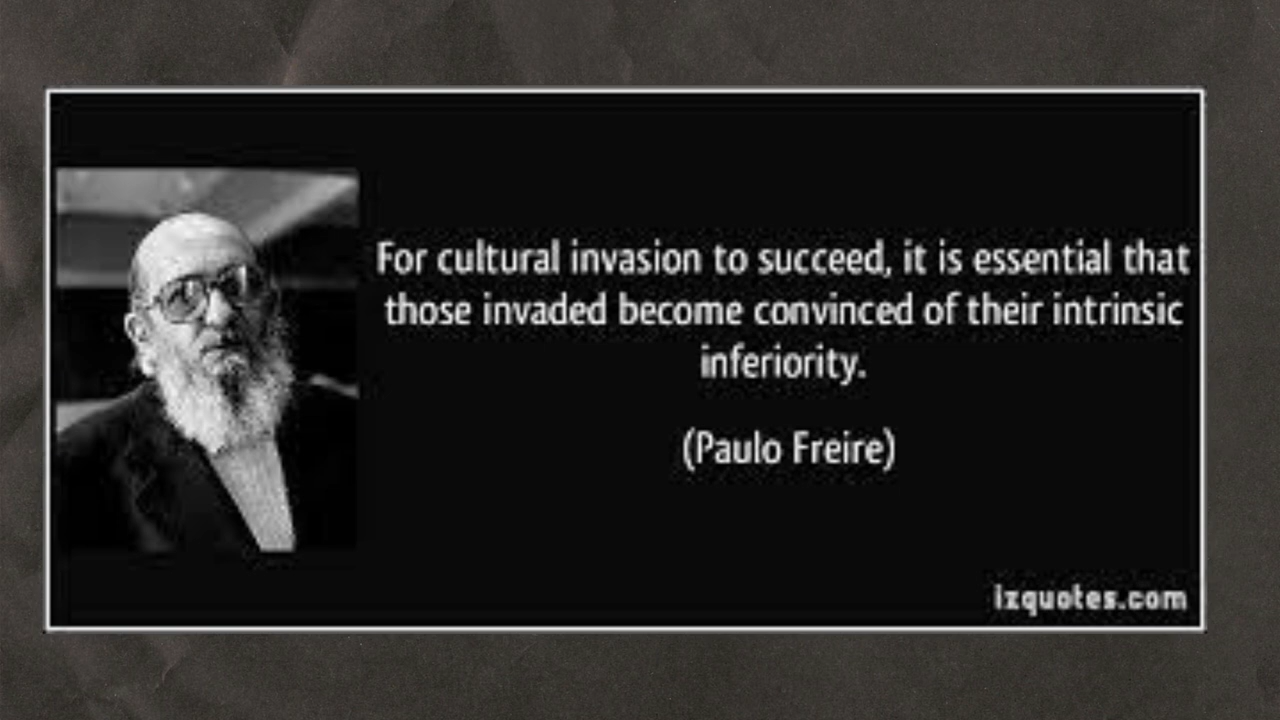 For cultural invasion to succeed, it is essential that
those invaded become convinced of their intrinsic
inferiority.
(Paulo Freire)
izquotes.com